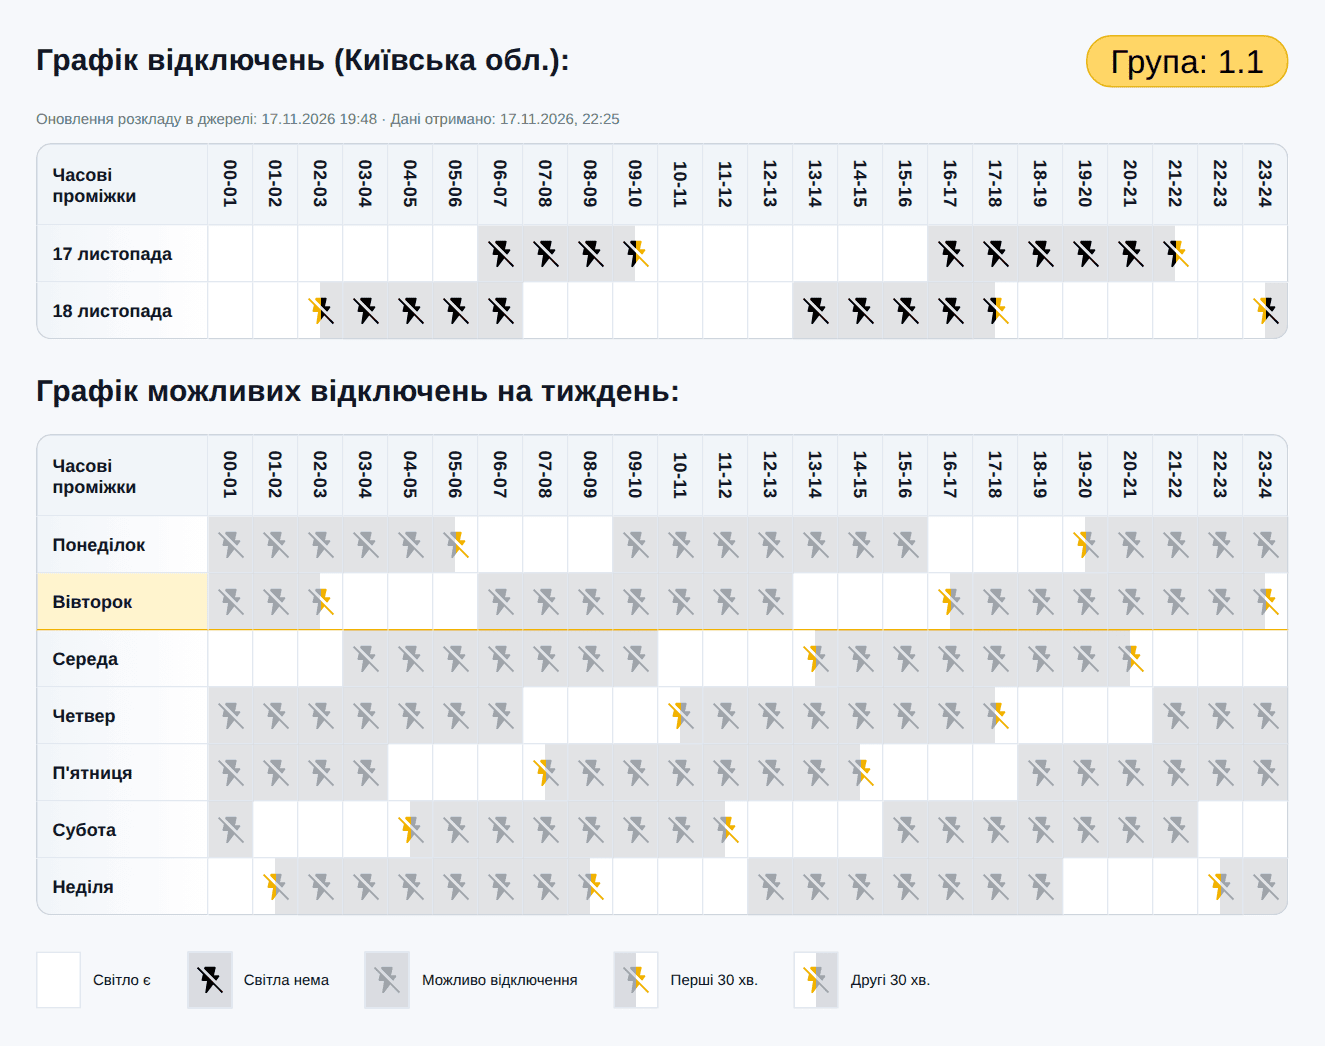 Графік відключень (Київська обл.):
Група: 1.1
Оновлення розкладу в джерелі: 17.11.2026 19:48 · Дані отримано: 17.11.2026, 22:25
Часові
проміжки
00-01 01-02 02-03 03-04 04-05 05-06 06-07 07-08 08-09 09-10 10-11 11-12 12-13 13-14 14-15 15-16 16-17 17-18 18-19 19-20 20-21 21-22 22-23 23-24
17 листопада
18 листопада
Графік можливих відключень на тиждень:
Часові
проміжки
00-01 01-02 02-03 03-04 04-05 05-06 06-07 07-08 08-09 09-10 10-11 11-12 12-13 13-14 14-15 15-16 16-17 17-18 18-19 19-20 20-21 21-22 22-23 23-24
Понеділок
Вівторок
Середа
Четвер
П'ятниця
Субота
Неділя
Світло є
Світла нема
Можливо відключення
Перші 30 хв.
Другі 30 хв.